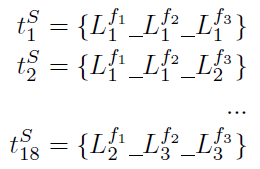 t_1^S = {L_1^{f_1}_L_1^{f_2}_L_1^{f_3}}
t_2^S = {L_1^{f_1}_L_1^{f_2}_L_2^{f_3}}
...
t_{18}^S = {L_2^{f_1}_L_3^{f_2}_L_3^{f_3}}